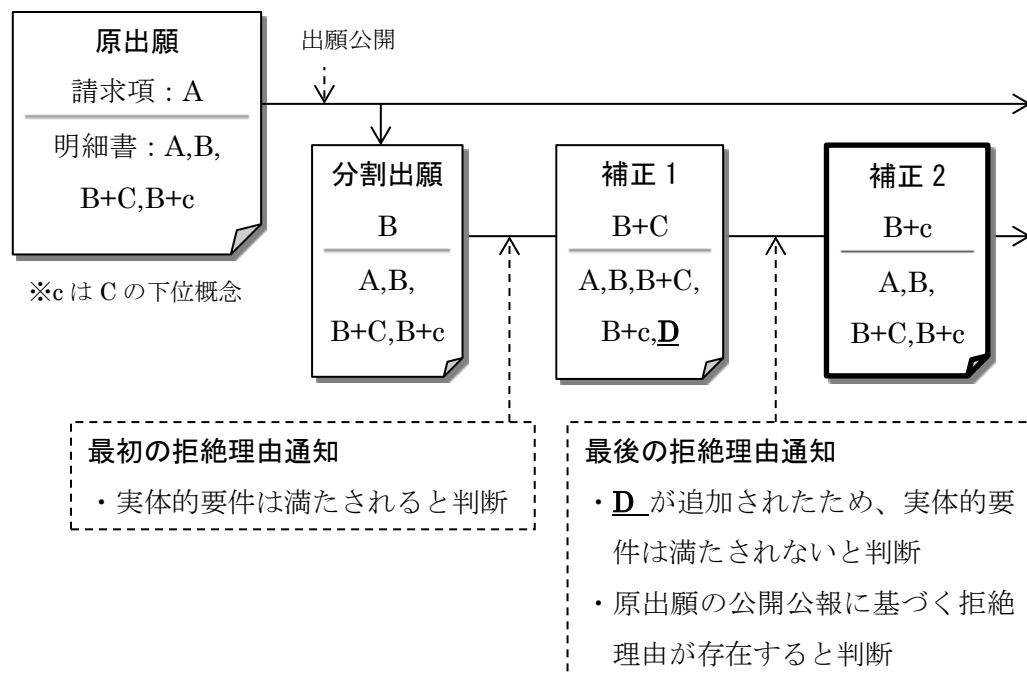 原出願
請求項：A
明細書：A,B,
B+C,B+c
※c は C の下位概念
出願公開
分割出願
B
A,B,
B+C,B+c
補正 1
B+C
A,B,B+C,
B+c,D
補正 2
B+c
A,B,
B+C,B+c
最初の拒絶理由通知
・実体的要件は満たされると判断
最後の拒絶理由通知
・D が追加されたため、実体的要
件は満たされないと判断
・原出願の公開公報に基づく拒絶
理由が存在すると判断